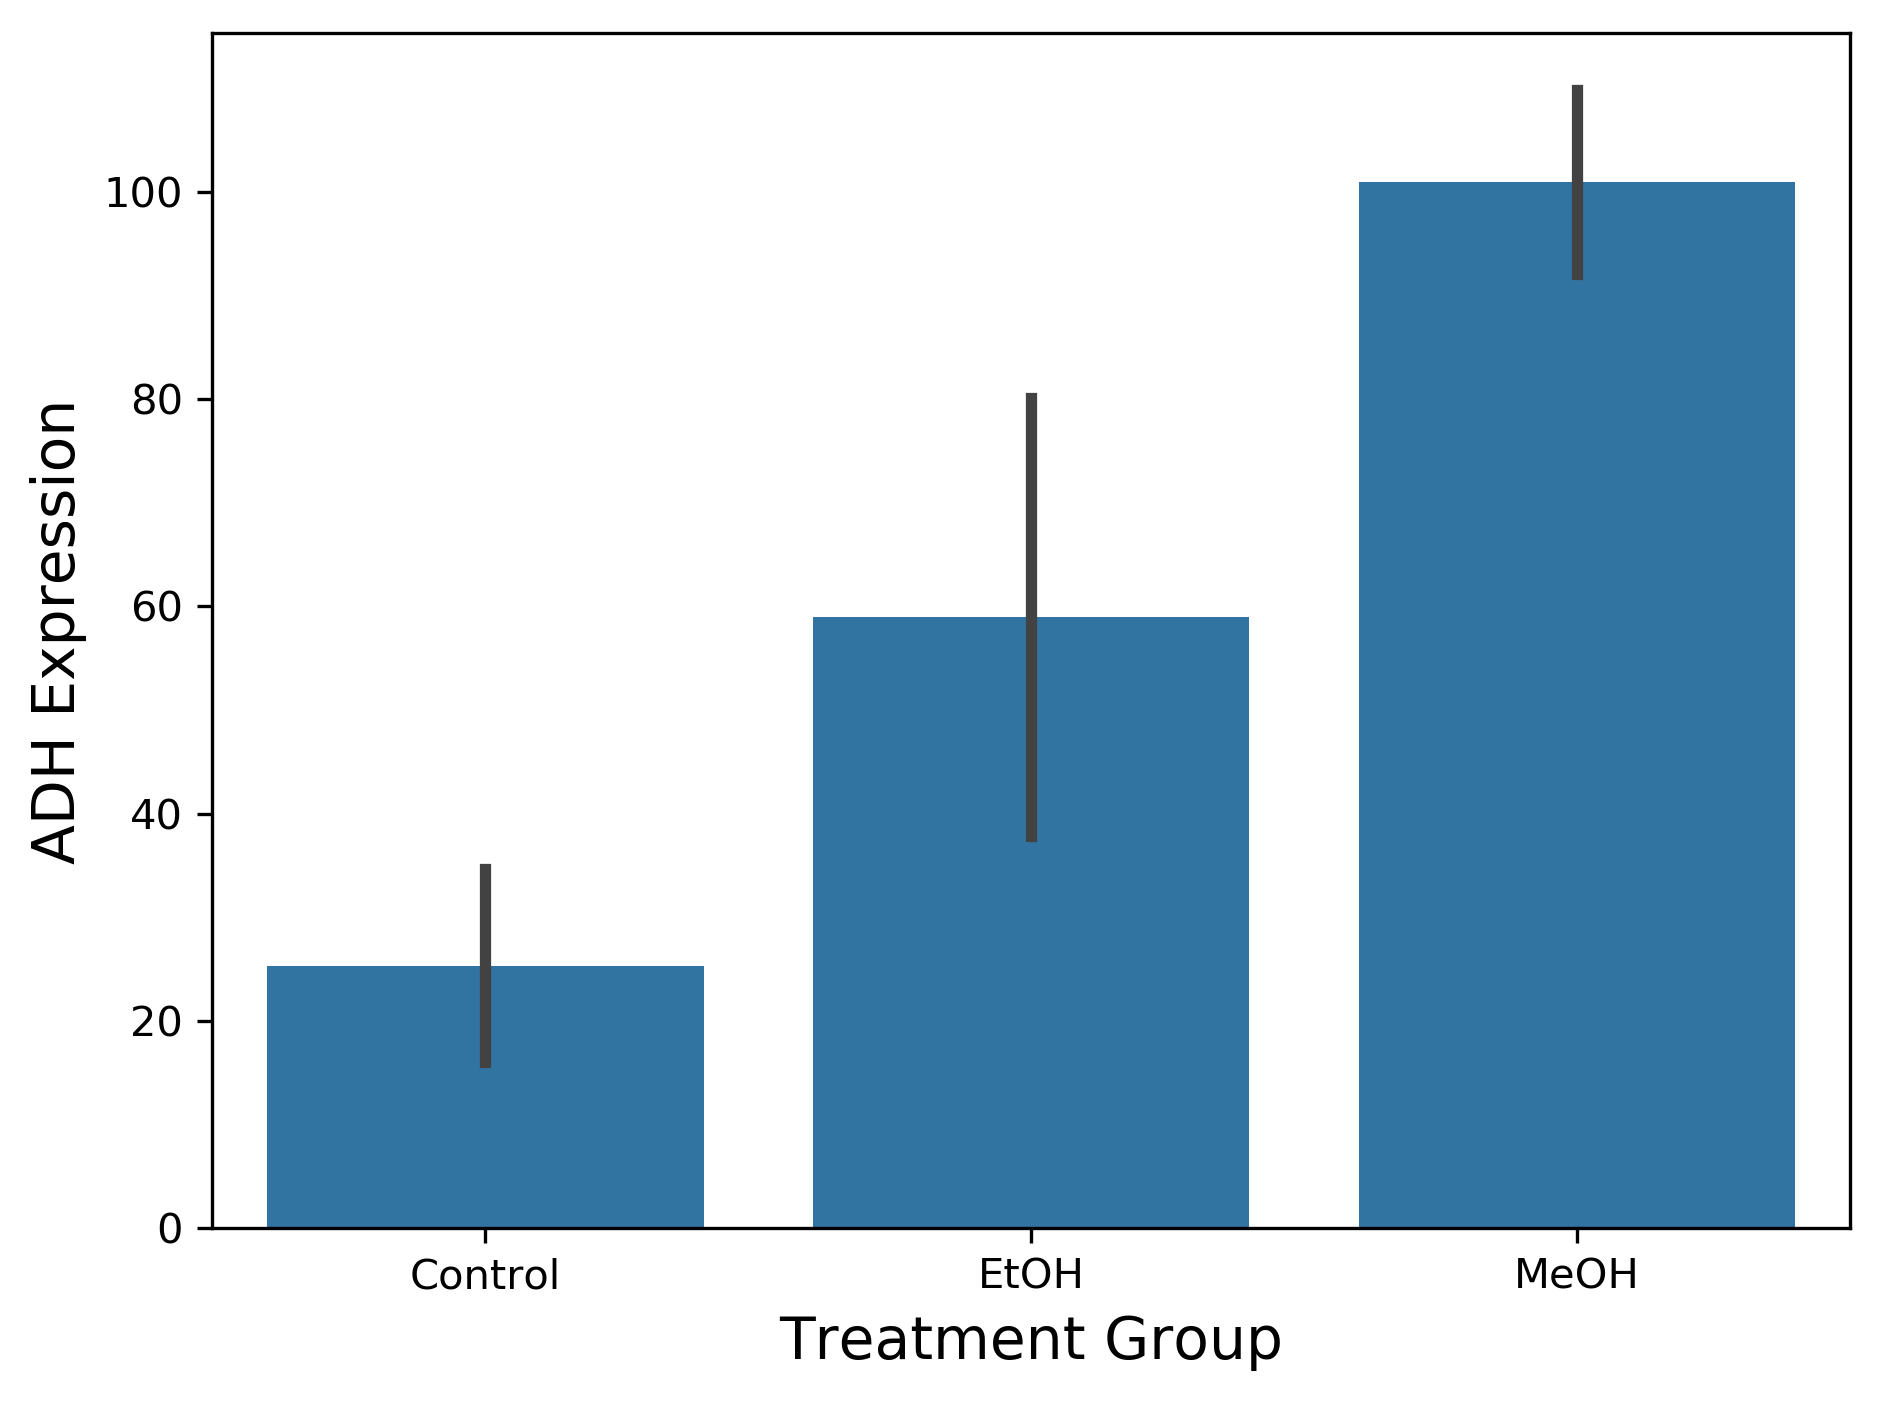 ADH Expression
100
80
60
40
20
0
Control
EtOH
MeOH
Treatment Group